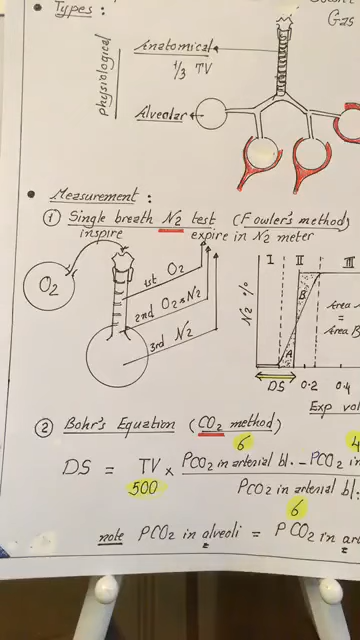 • Types :
Gas
physiological
Anatomical
1/3 TV
Alveolar
• Measurement :
① Single breath N2 test (Fowler's method)
inspire expire in N2 meter
O2
1st O2
2nd O2 & N2
3rd N2
N2 %
I II III
B
A
Area
=
Area B
DS 0.2 0.4
Exp vol
② Bohr's Equation (CO2 method)
6
DS = TV × PCO2 in arterial bl. - PCO2 in
500 PCO2 in arterial bl.
6
note PCO2 in alveoli = PCO2 in